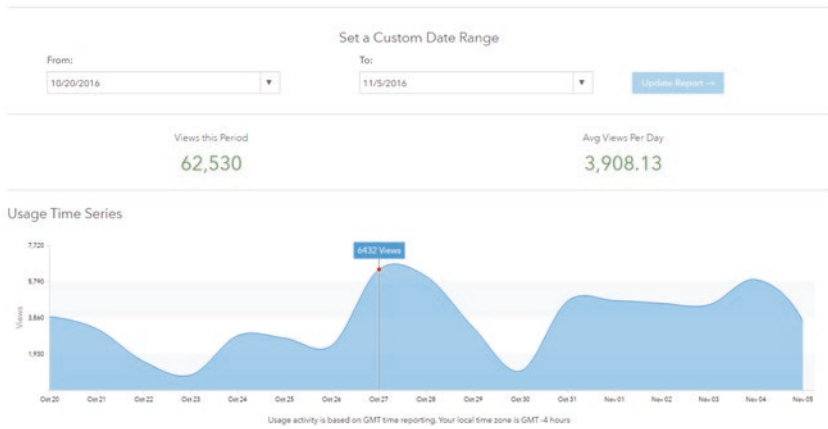 Set a Custom Date Range
From: To:
10/20/2016 11/5/2016 Update Report →
Views this Period Avg Views Per Day
62,530 3,908.13
Usage Time Series
7,720
6432 Views
5,790
3,860
1,930
Views
Oct 20 Oct 21 Oct 22 Oct 23 Oct 24 Oct 25 Oct 26 Oct 27 Oct 28 Oct 29 Oct 30 Oct 31 Nov 01 Nov 02 Nov 03 Nov 04 Nov 05
Usage activity is based on GMT time reporting. Your local time zone is GMT -4 hours